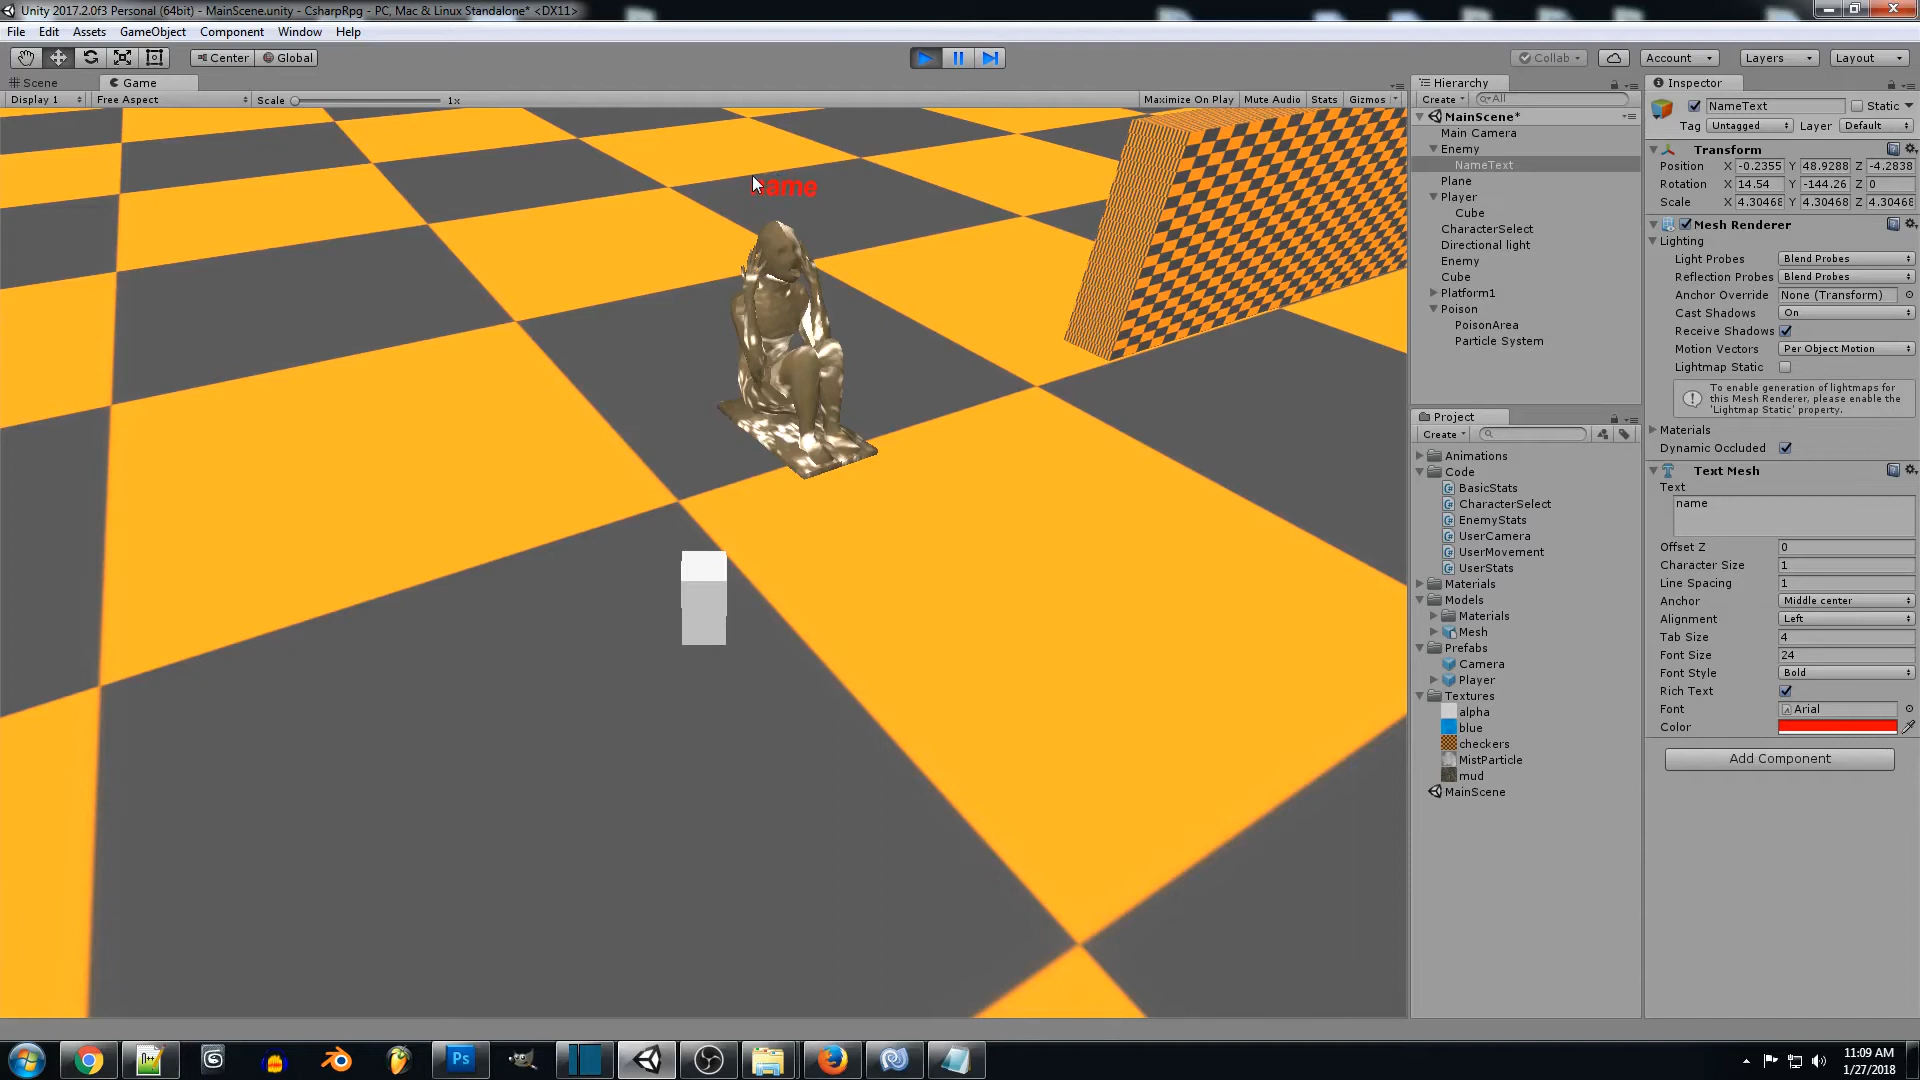 Unity 2017.2.0f3 Personal (64bit) - MainScene.unity - CsharpRpg - PC, Mac & Linux Standalone* <DX11>
File Edit Assets GameObject Component Window Help
Center Global Collab Account Layers Layout
Scene Game
Display 1 Free Aspect Scale 1x Maximize On Play Mute Audio Stats Gizmos
Hierarchy
Create All
MainScene*
Main Camera
Enemy
NameText
Plane
Player
Cube
CharacterSelect
Directional light
Enemy
Cube
Platform1
Poison
PoisonArea
Particle System
Project
Create
Animations
Code
BasicStats
CharacterSelect
EnemyStats
UserCamera
UserMovement
UserStats
Materials
Models
Materials
Mesh
Prefabs
Camera
Player
Textures
alpha
blue
checkers
MistParticle
mud
MainScene
Inspector
NameText Static
Tag Untagged Layer Default
Transform
Position X -0.2355 Y 48.9288 Z -4.2838
Rotation X 14.54 Y -144.26 Z 0
Scale X 4.30468 Y 4.30468 Z 4.30468
Mesh Renderer
Lighting
Light Probes Blend Probes
Reflection Probes Blend Probes
Anchor Override None (Transform)
Cast Shadows On
Receive Shadows
Motion Vectors Per Object Motion
Lightmap Static
To enable generation of lightmaps for
this Mesh Renderer, please enable the
'Lightmap Static' property.
Materials
Dynamic Occluded
Text Mesh
Text
name
Offset Z 0
Character Size 1
Line Spacing 1
Anchor Middle center
Alignment Left
Tab Size 4
Font Size 24
Font Style Bold
Rich Text
Font Arial
Color
Add Component
name
Ps
11:09 AM
1/27/2018